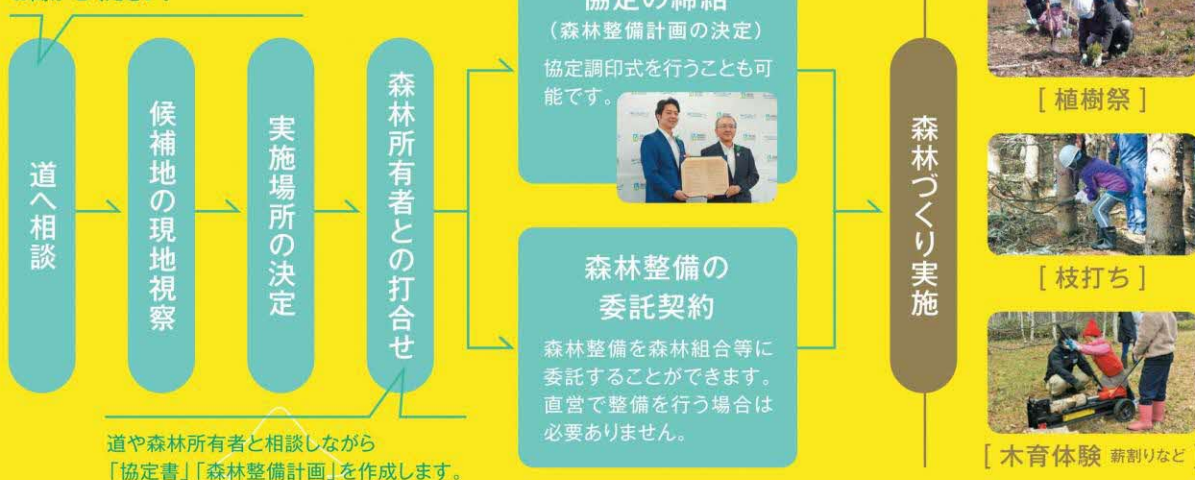 道へ相談
候補地の現地視察
実施場所の決定
森林所有者との打合せ
道や森林所有者と相談しながら
「協定書」「森林整備計画」を作成します。
協定の締結
（森林整備計画の決定）
協定調印式を行うことも可
能です。
森林整備の
委託契約
森林整備を森林組合等に
委託することができます。
直営で整備を行う場合は
必要ありません。
森林づくり実施
［植樹祭］
［枝打ち］
［木育体験 薪割りなど